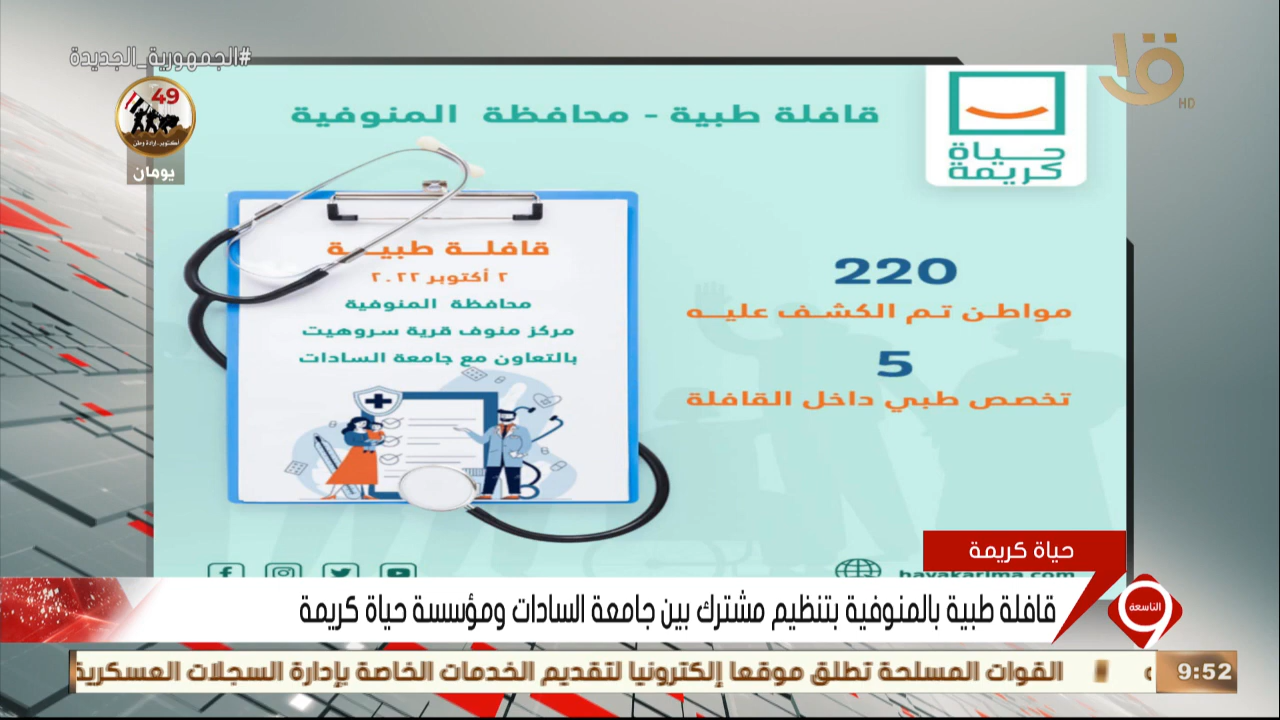 #الجمهورية_الجديدة
49
أكتوبر.. إرادة وطن
يومان
HD
حياة
كريمة
قافلة طبية - محافظة المنوفية
قافلة طبية
٢ أكتوبر ٢٠٢٢
محافظة المنوفية
مركز منوف قرية سروهيت
بالتعاون مع جامعة السادات
220
مواطن تم الكشف عليه
5
تخصص طبي داخل القافلة
hayakarima.com
حياة كريمة
التاسعة
قافلة طبية بالمنوفية بتنظيم مشترك بين جامعة السادات ومؤسسة حياة كريمة
القوات المسلحة تطلق موقعا إلكترونيا لتقديم الخدمات الخاصة بإدارة السجلات العسكرية
9:52